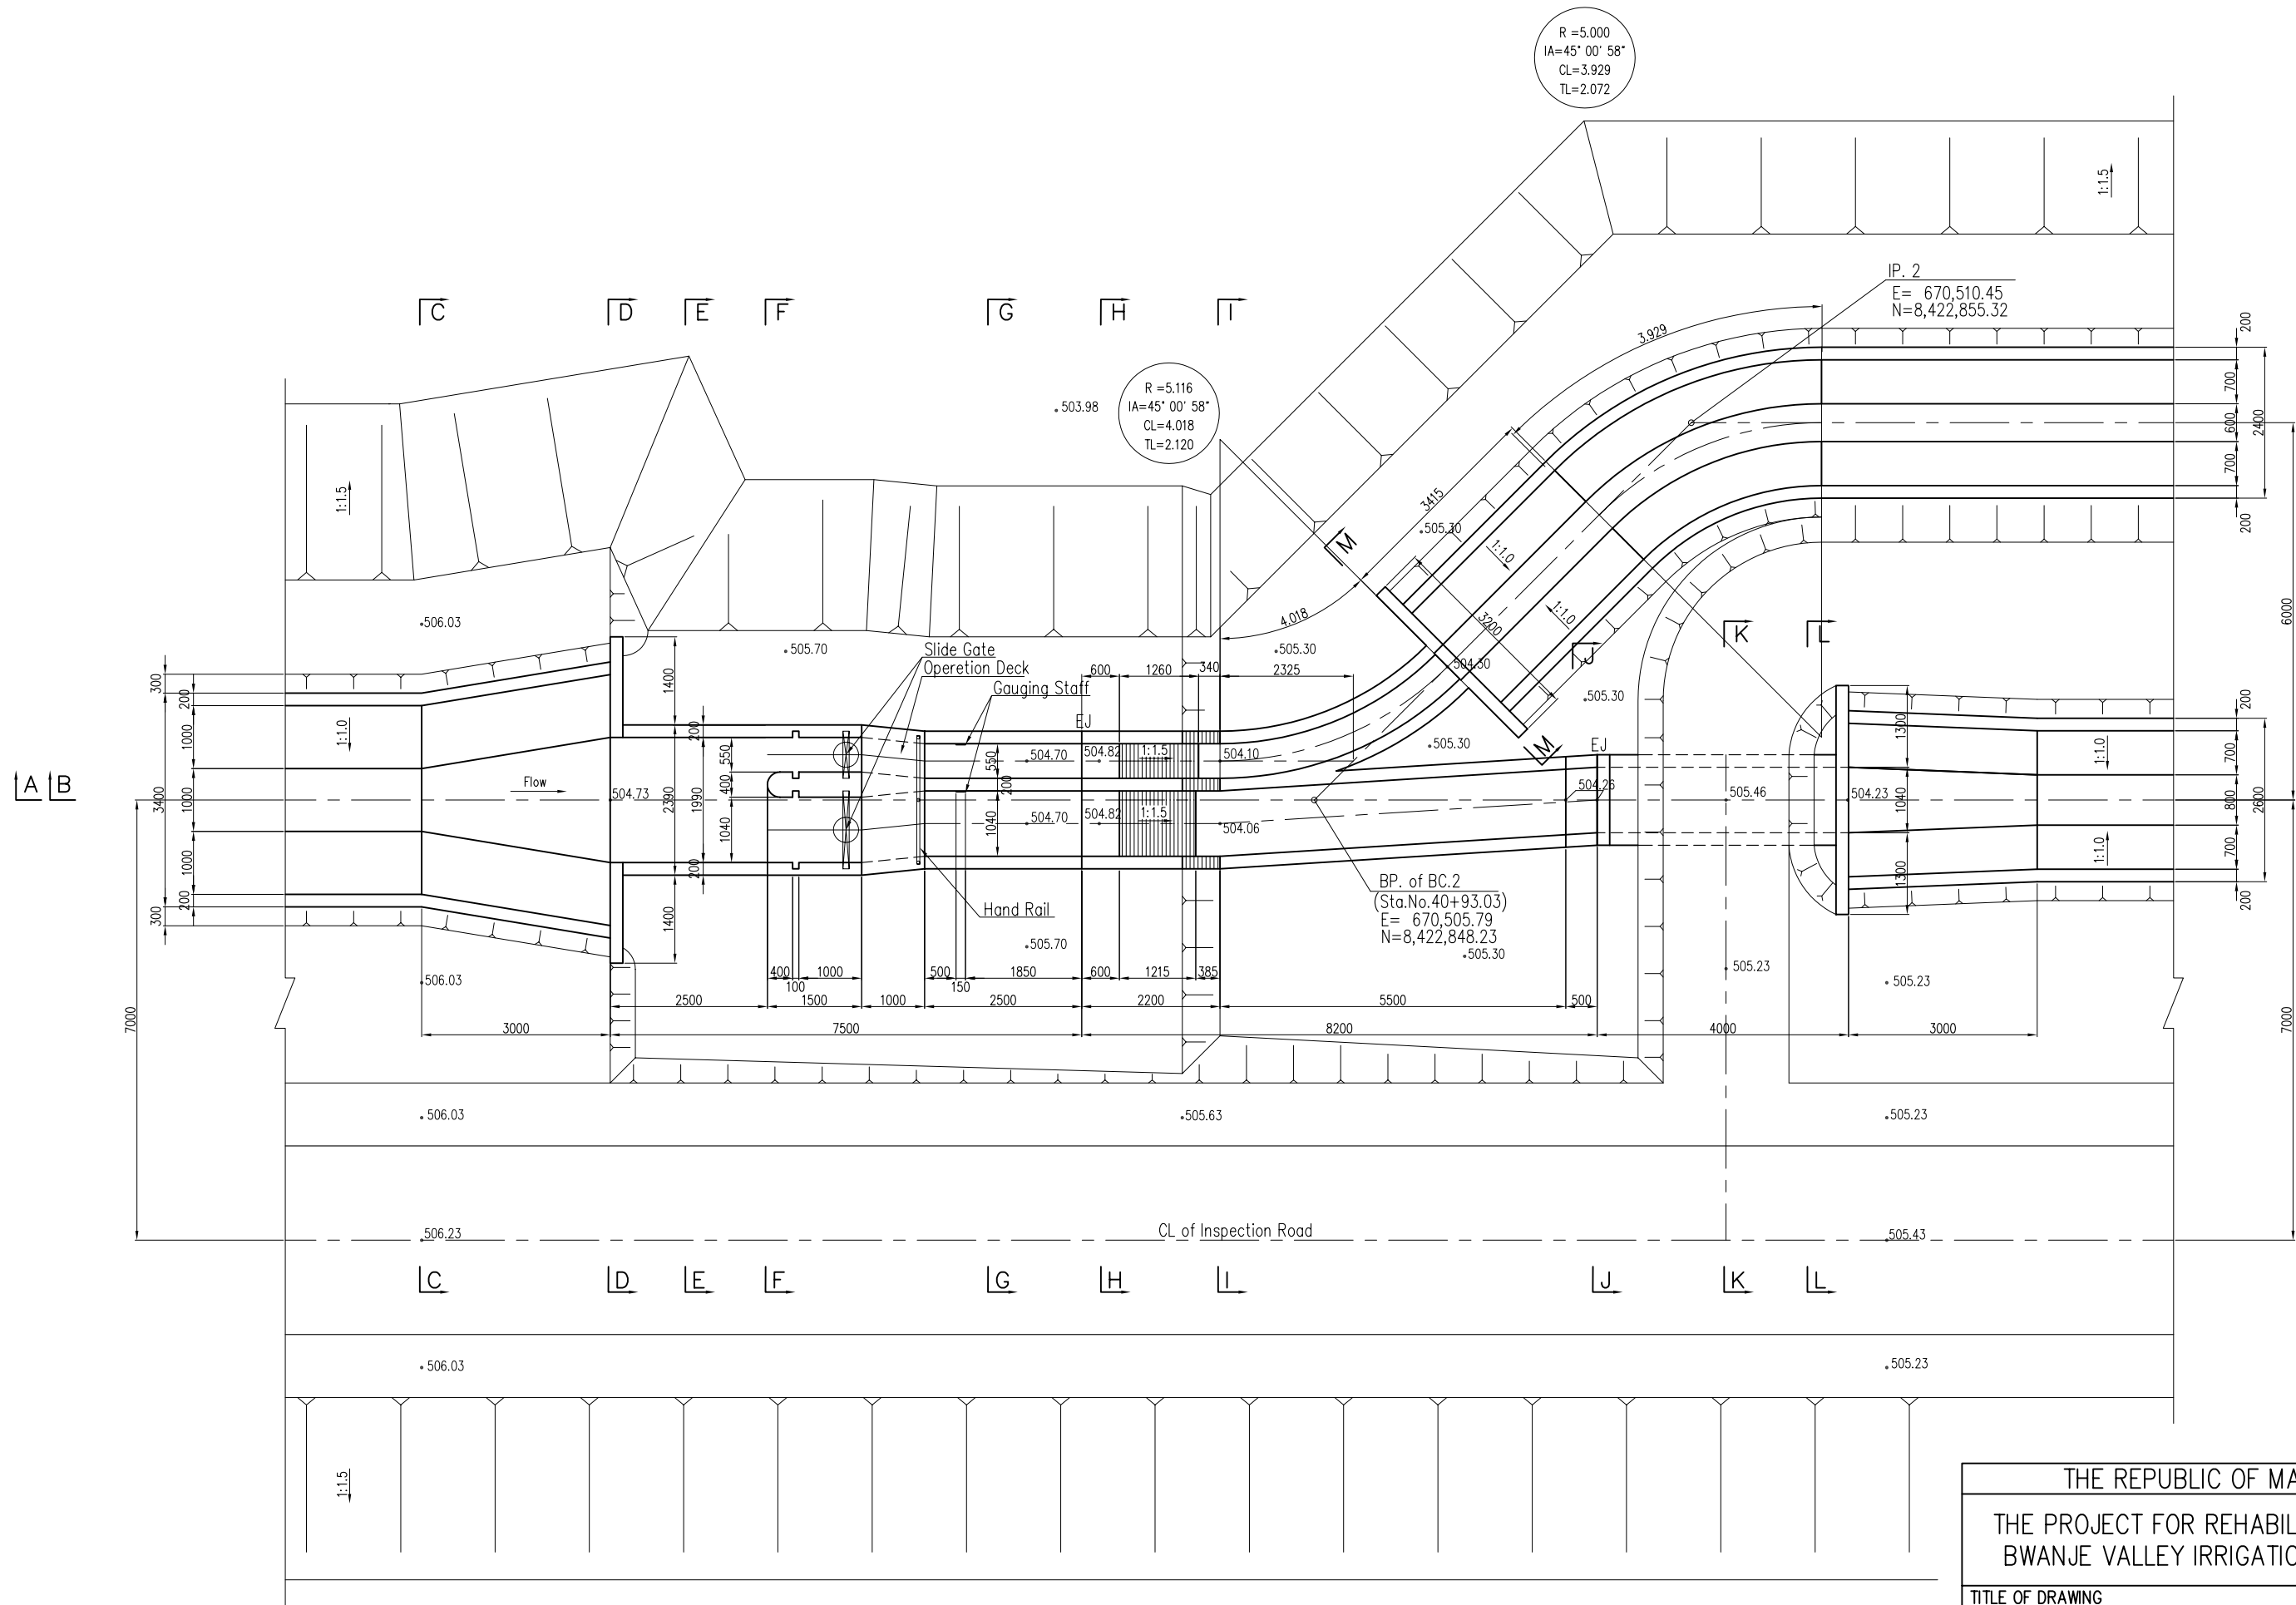 R =5.000
IA=45° 00' 58"
CL=3.929
TL=2.072
1:1.5
IP. 2
E= 670,510.45
N=8,422,855.32
C
D
E
F
G
H
I
R =5.116
IA=45° 00' 58"
CL=4.018
TL=2.120
503.98
3.929
200
700
600
2400
700
200
1:1.5
3415
505.30
M
1:1.0
1:1.0
4.018
3200
506.03
505.70
505.30
Slide Gate
Operetion Deck
Gauging Staff
600
1260
340
2325
504.30
J
K
L
505.30
6000
300
200
1000
3400
1000
1000
200
300
1:1.0
1400
200
550
400
2390
1990
1040
200
1400
EJ
550
200
1040
504.70
504.82
1:1.5
504.10
505.30
M
EJ
1300
1040
1300
200
700
800
2600
700
200
1:1.0
1:1.0
A B
Flow
504.73
504.70
504.82
1:1.5
504.06
504.26
505.46
504.23
BP. of BC.2
(Sta.No.40+93.03)
E= 670,505.79
N=8,422,848.23
Hand Rail
505.70
505.30
506.03
505.23
505.23
400
100
1000
500
150
1850
600
1215
385
2500
1500
1000
2500
2200
5500
500
3000
7500
8200
4000
3000
7000
7000
506.03
505.63
505.23
506.23
CL of Inspection Road
505.43
C
D
E
F
G
H
I
J
K
L
506.03
505.23
1:1.5
THE REPUBLIC OF MA
THE PROJECT FOR REHABIL
BWANJE VALLEY IRRIGATIO
TITLE OF DRAWING